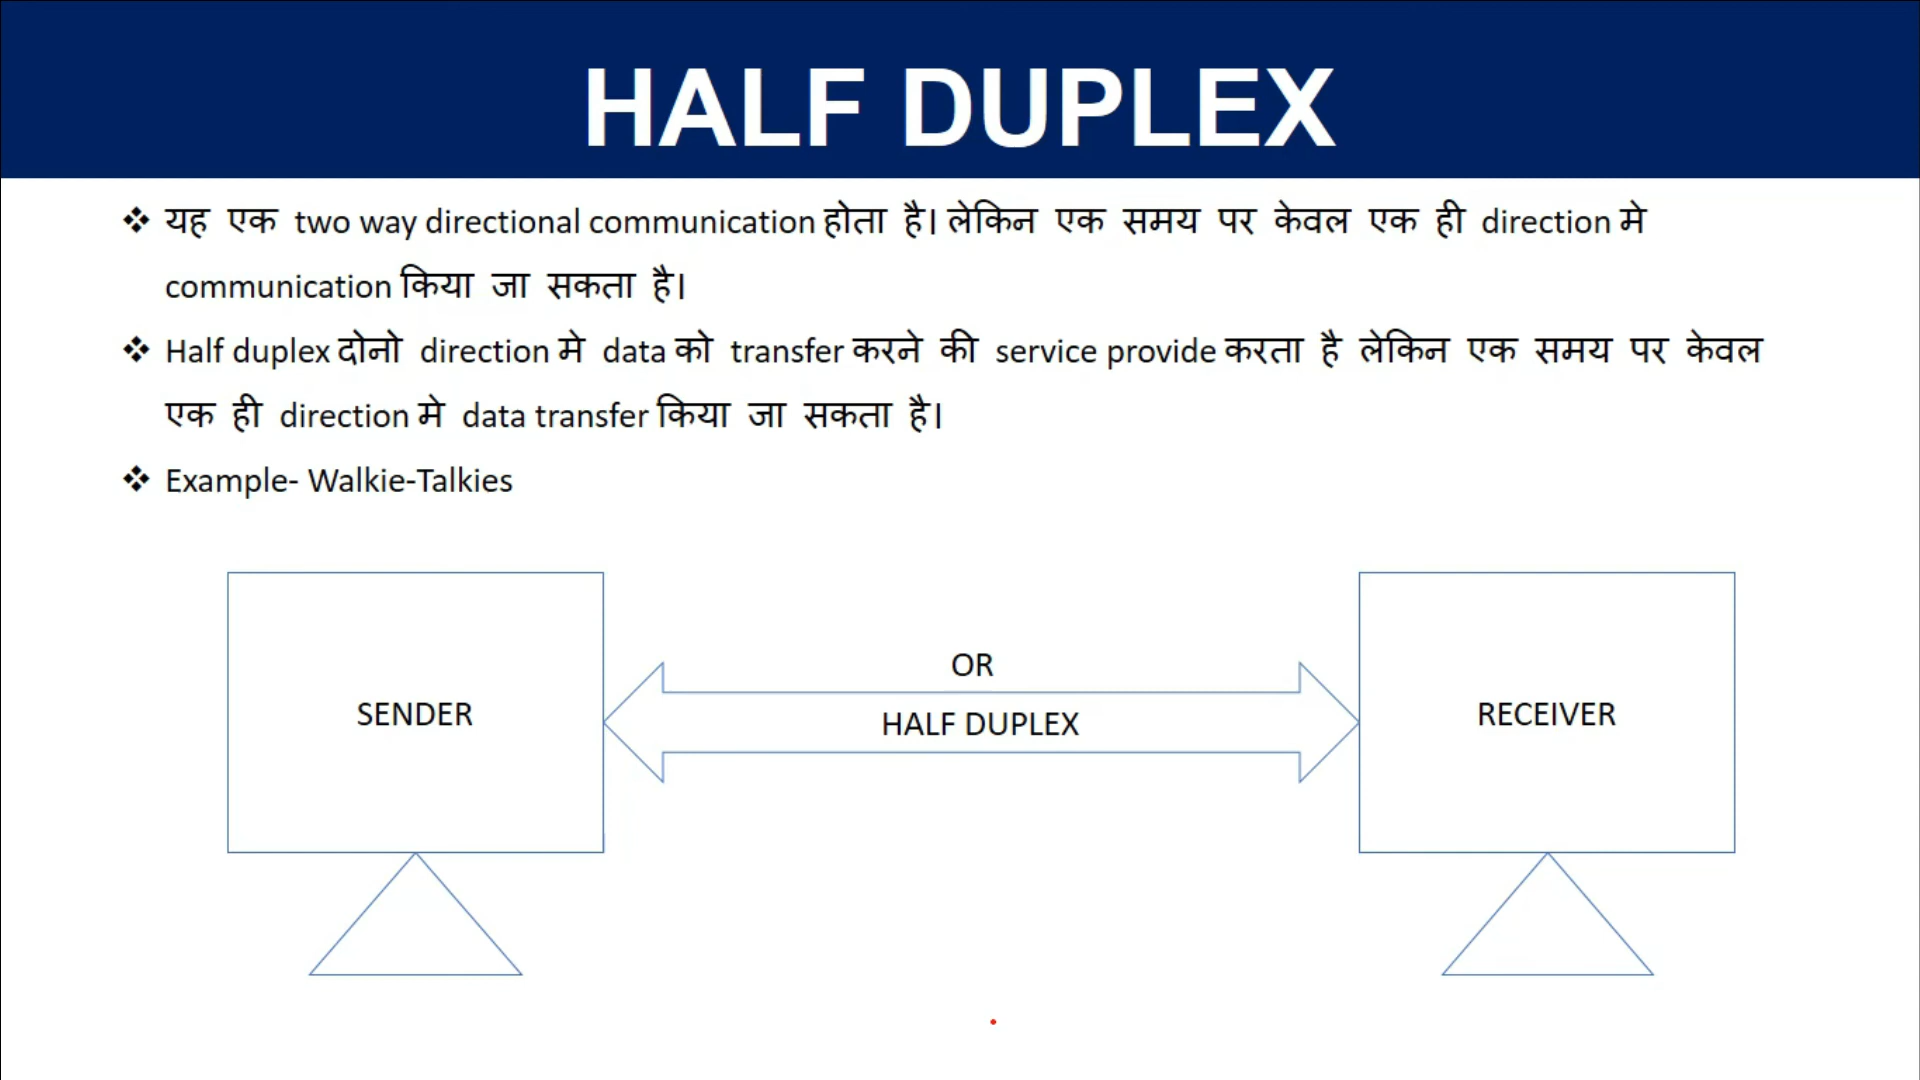 HALF DUPLEX
❖ यह एक two way directional communication होता है। लेकिन एक समय पर केवल एक ही direction मे
communication किया जा सकता है।
❖ Half duplex दोनो direction मे data को transfer करने की service provide करता है लेकिन एक समय पर केवल
एक ही direction मे data transfer किया जा सकता है।
❖ Example- Walkie-Talkies
OR
SENDER
HALF DUPLEX
RECEIVER